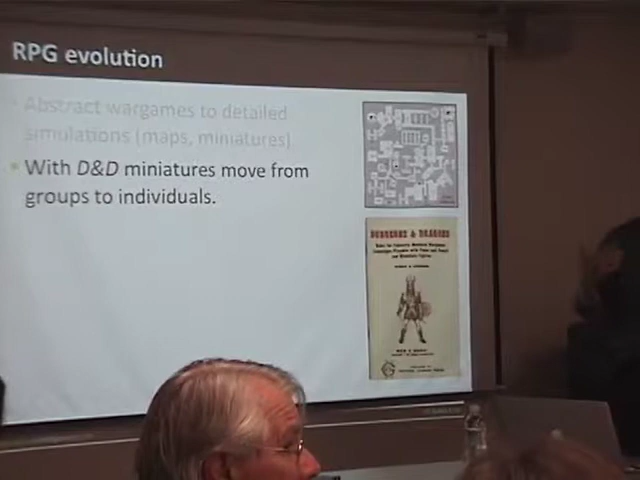 RPG evolution
Abstract wargames to detailed
simulations (maps, miniatures)
With D&D miniatures move from
groups to individuals.
DUNGEONS & DRAGONS